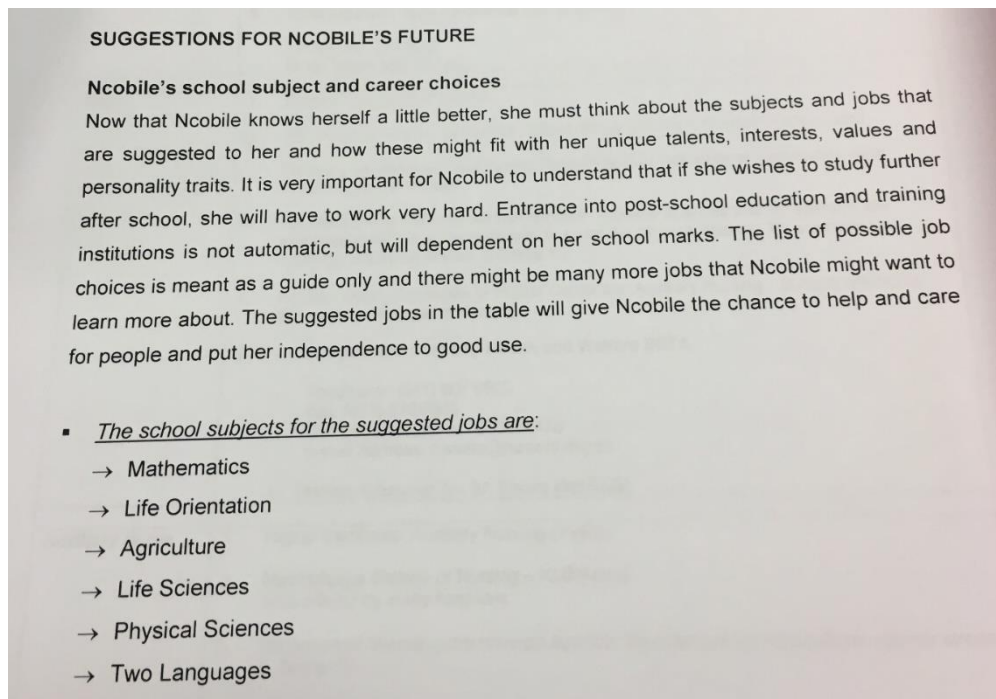 SUGGESTIONS FOR NCOBILE'S FUTURE
Ncobile's school subject and career choices
Now that Ncobile knows herself a little better, she must think about the subjects and jobs that
are suggested to her and how these might fit with her unique talents, interests, values and
personality traits. It is very important for Ncobile to understand that if she wishes to study further
after school, she will have to work very hard. Entrance into post-school education and training
institutions is not automatic, but will dependent on her school marks. The list of possible job
choices is meant as a guide only and there might be many more jobs that Ncobile might want to
learn more about. The suggested jobs in the table will give Ncobile the chance to help and care
for people and put her independence to good use.
▪ The school subjects for the suggested jobs are:
→ Mathematics
→ Life Orientation
→ Agriculture
→ Life Sciences
→ Physical Sciences
→ Two Languages